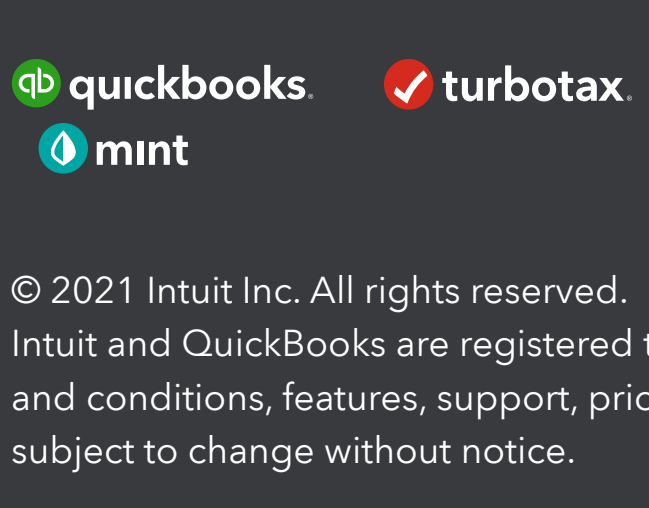 qb quickbooks®
turbotax®
mint
© 2021 Intuit Inc. All rights reserved.
Intuit and QuickBooks are registered
and conditions, features, support,
subject to change without notice.